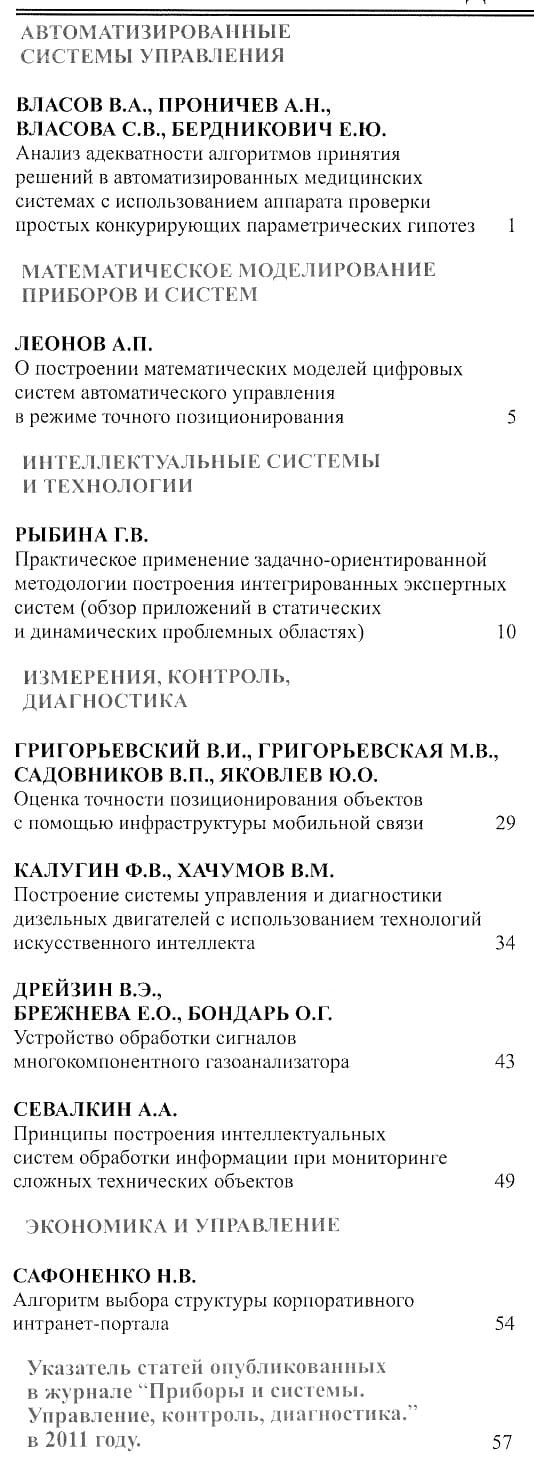 АВТОМАТИЗИРОВАННЫЕ
СИСТЕМЫ УПРАВЛЕНИЯ
ВЛАСОВ В.А., ПРОНИЧЕВ А.Н.,
ВЛАСОВА С.В., БЕРДНИКОВИЧ Е.Ю.
Анализ адекватности алгоритмов принятия
решений в автоматизированных медицинских
системах с использованием аппарата проверки
простых конкурирующих параметрических гипотез 1
МАТЕМАТИЧЕСКОЕ МОДЕЛИРОВАНИЕ
ПРИБОРОВ И СИСТЕМ
ЛЕОНОВ А.П.
О построении математических моделей цифровых
систем автоматического управления
в режиме точного позиционирования 5
ИНТЕЛЛЕКТУАЛЬНЫЕ СИСТЕМЫ
И ТЕХНОЛОГИИ
РЫБИНА Г.В.
Практическое применение задачно-ориентированной
методологии построения интегрированных экспертных
систем (обзор приложений в статических
и динамических проблемных областях) 10
ИЗМЕРЕНИЯ, КОНТРОЛЬ,
ДИАГНОСТИКА
ГРИГОРЬЕВСКИЙ В.И., ГРИГОРЬЕВСКАЯ М.В.,
САДОВНИКОВ В.П., ЯКОВЛЕВ Ю.О.
Оценка точности позиционирования объектов
с помощью инфраструктуры мобильной связи 29
КАЛУГИН Ф.В., ХАЧУМОВ В.М.
Построение системы управления и диагностики
дизельных двигателей с использованием технологий
искусственного интеллекта 34
ДРЕЙЗИН В.Э.,
БРЕЖНЕВА Е.О., БОНДАРЬ О.Г.
Устройство обработки сигналов
многокомпонентного газоанализатора 43
СЕВАЛКИН А.А.
Принципы построения интеллектуальных
систем обработки информации при мониторинге
сложных технических объектов 49
ЭКОНОМИКА И УПРАВЛЕНИЕ
САФОНЕНКО Н.В.
Алгоритм выбора структуры корпоративного
интранет-портала 54
Указатель статей опубликованных
в журнале “Приборы и системы.
Управление, контроль, диагностика.”
в 2011 году. 57